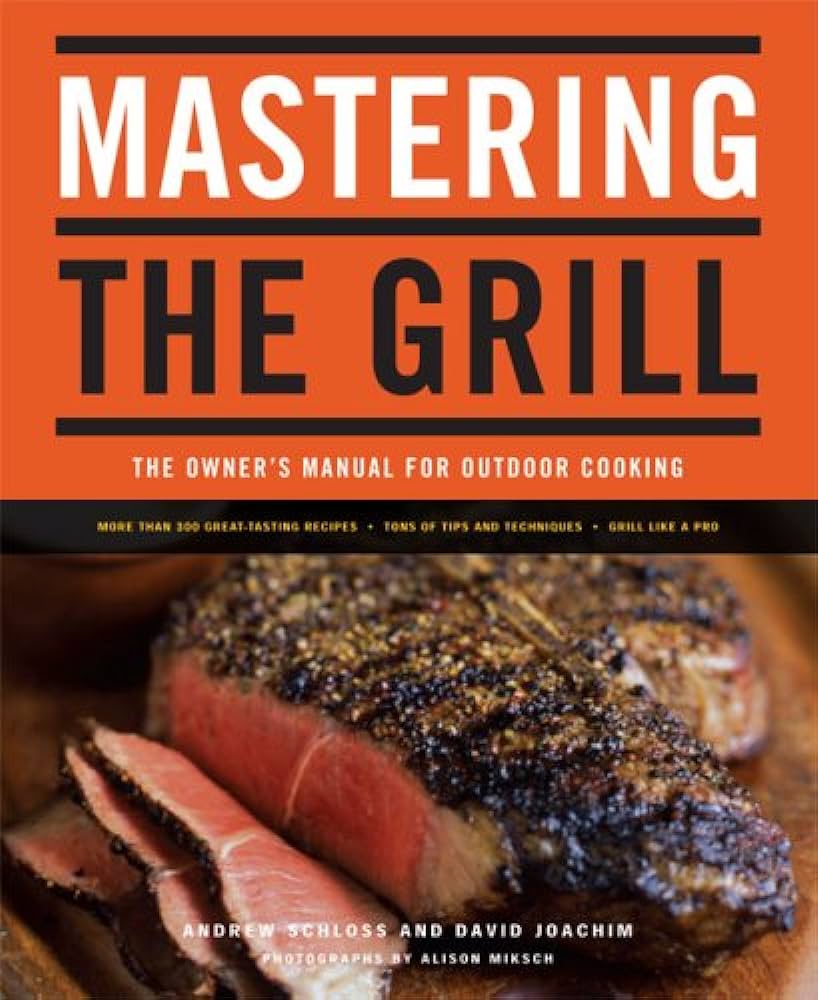 MASTERING
THE GRILL
THE OWNER'S MANUAL FOR OUTDOOR COOKING
MORE THAN 300 GREAT-TASTING RECIPES • TONS OF TIPS AND TECHNIQUES • GRILL LIKE A PRO
ANDREW SCHLOSS AND DAVID JOACHIM
PHOTOGRAPHS BY ALISON MIKSCH